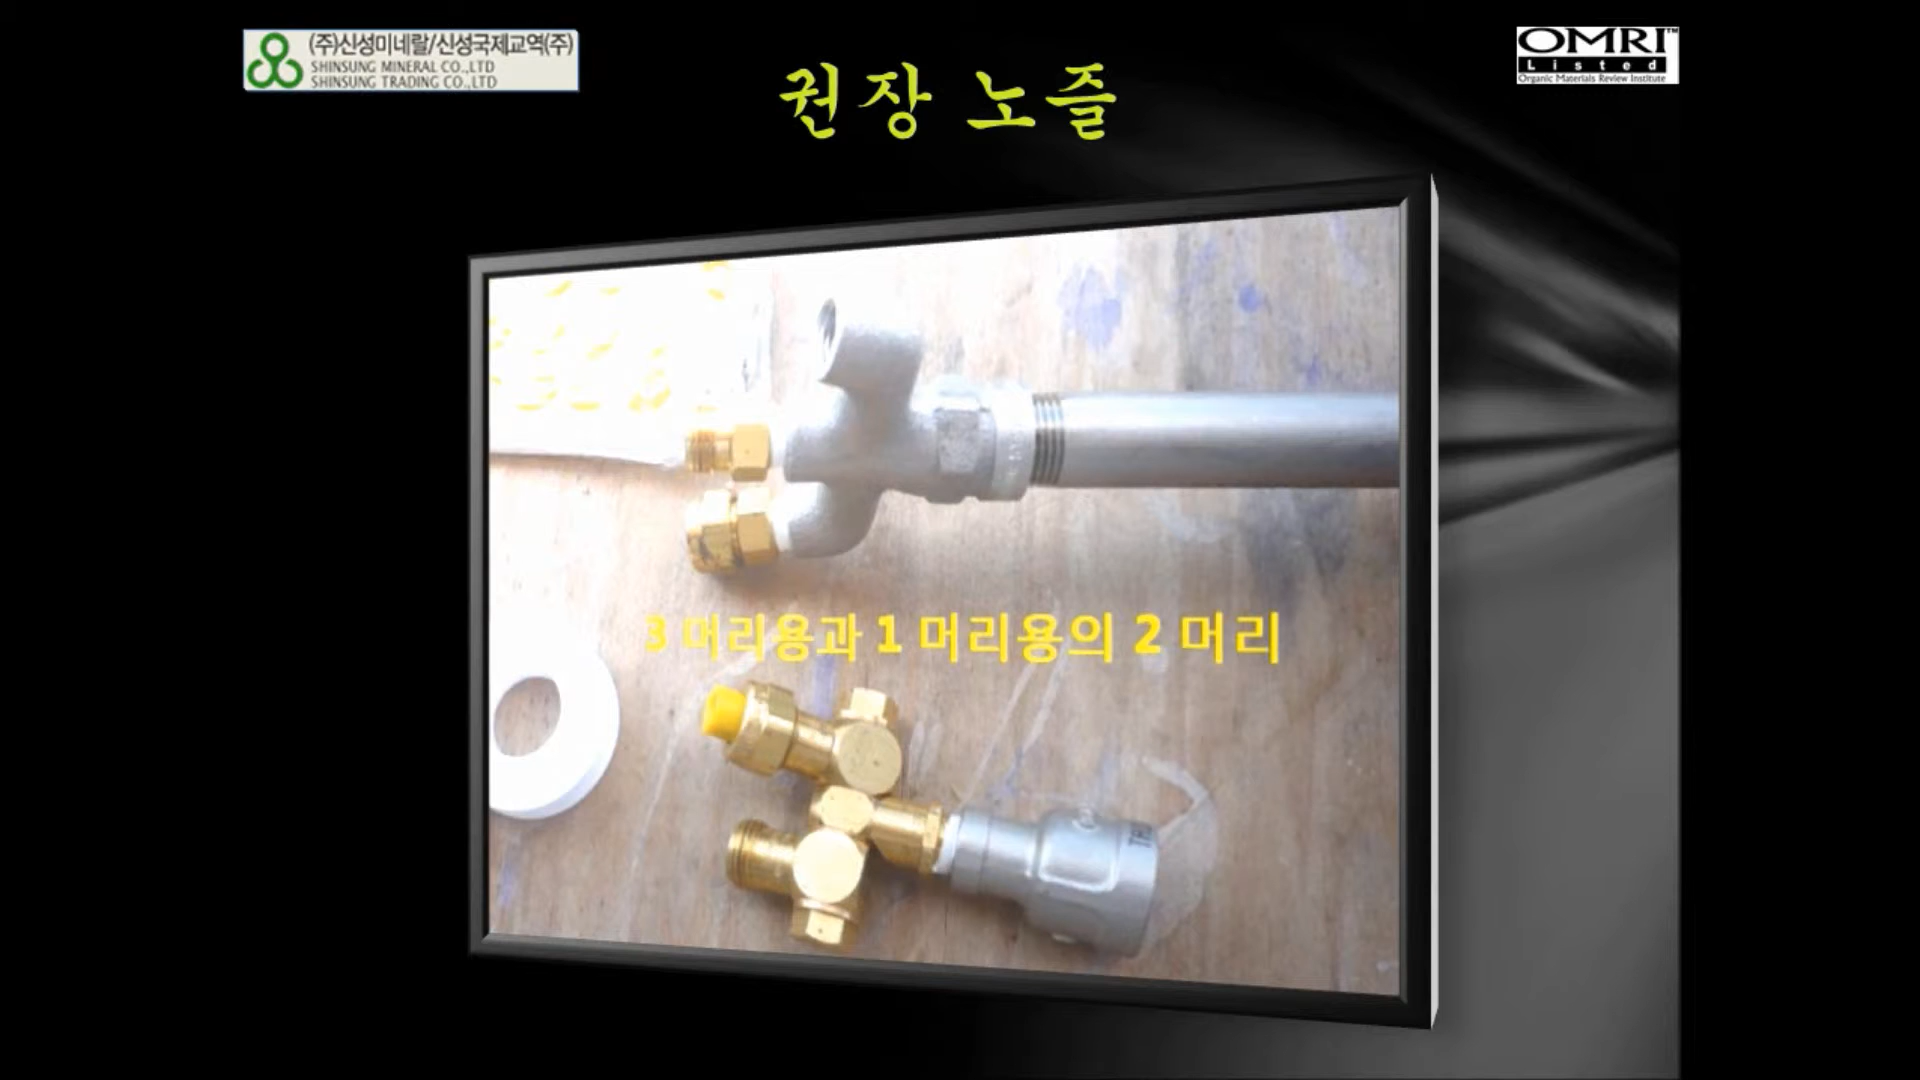 (주)신성미네랄/신성국제교역(주)
SHINSUNG MINERAL CO.,LTD
SHINSUNG TRADING CO.,LTD
OMRI™
Listed
Organic Materials Review Institute
권장 노즐
3 머리용과 1 머리용의 2 머리